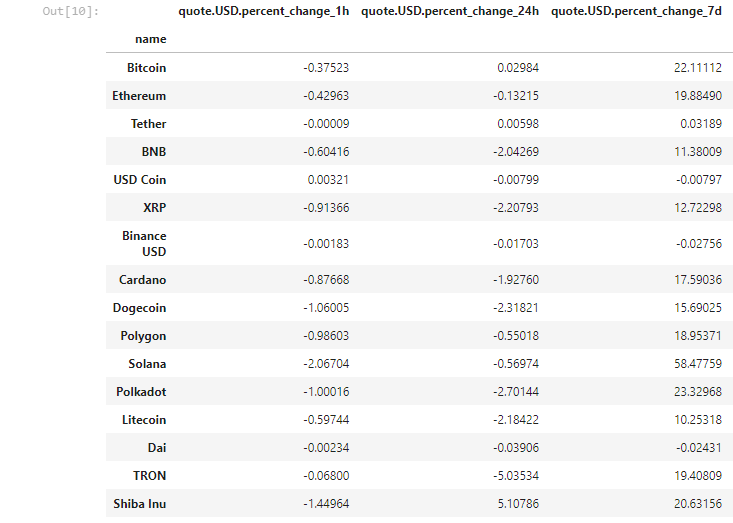 Out[10]:
quote.USD.percent_change_1h quote.USD.percent_change_24h quote.USD.percent_change_7d
name
Bitcoin -0.37523 0.02984 22.11112
Ethereum -0.42963 -0.13215 19.88490
Tether -0.00009 0.00598 0.03189
BNB -0.60416 -2.04269 11.38009
USD Coin 0.00321 -0.00799 -0.00797
XRP -0.91366 -2.20793 12.72298
Binance
USD -0.00183 -0.01703 -0.02756
Cardano -0.87668 -1.92760 17.59036
Dogecoin -1.06005 -2.31821 15.69025
Polygon -0.98603 -0.55018 18.95371
Solana -2.06704 -0.56974 58.47759
Polkadot -1.00016 -2.70144 23.32968
Litecoin -0.59744 -2.18422 10.25318
Dai -0.00234 -0.03906 -0.02431
TRON -0.06800 -5.03534 19.40809
Shiba Inu -1.44964 5.10786 20.63156